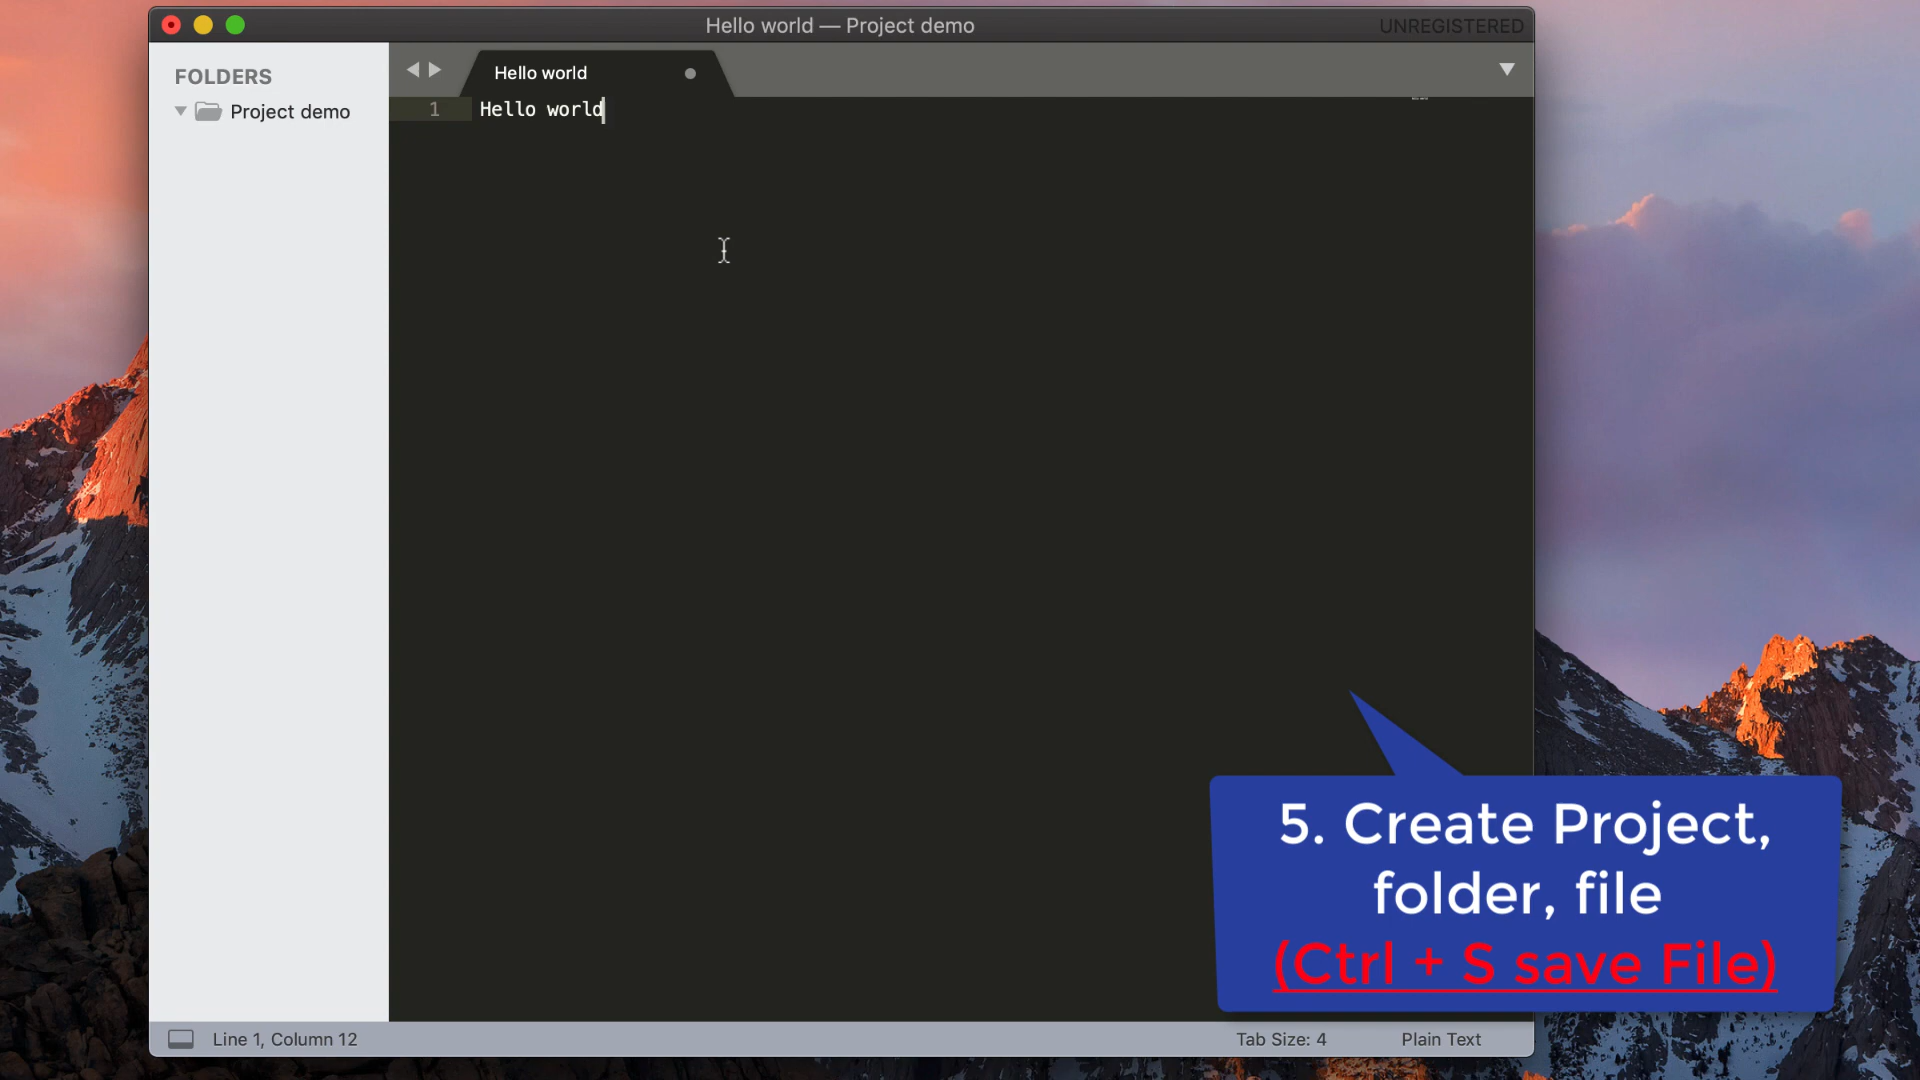 Hello world — Project demo
UNREGISTERED
FOLDERS
Project demo
Hello world
1 Hello world
5. Create Project,
folder, file
(Ctrl + S save File)
Line 1, Column 12
Tab Size: 4
Plain Text